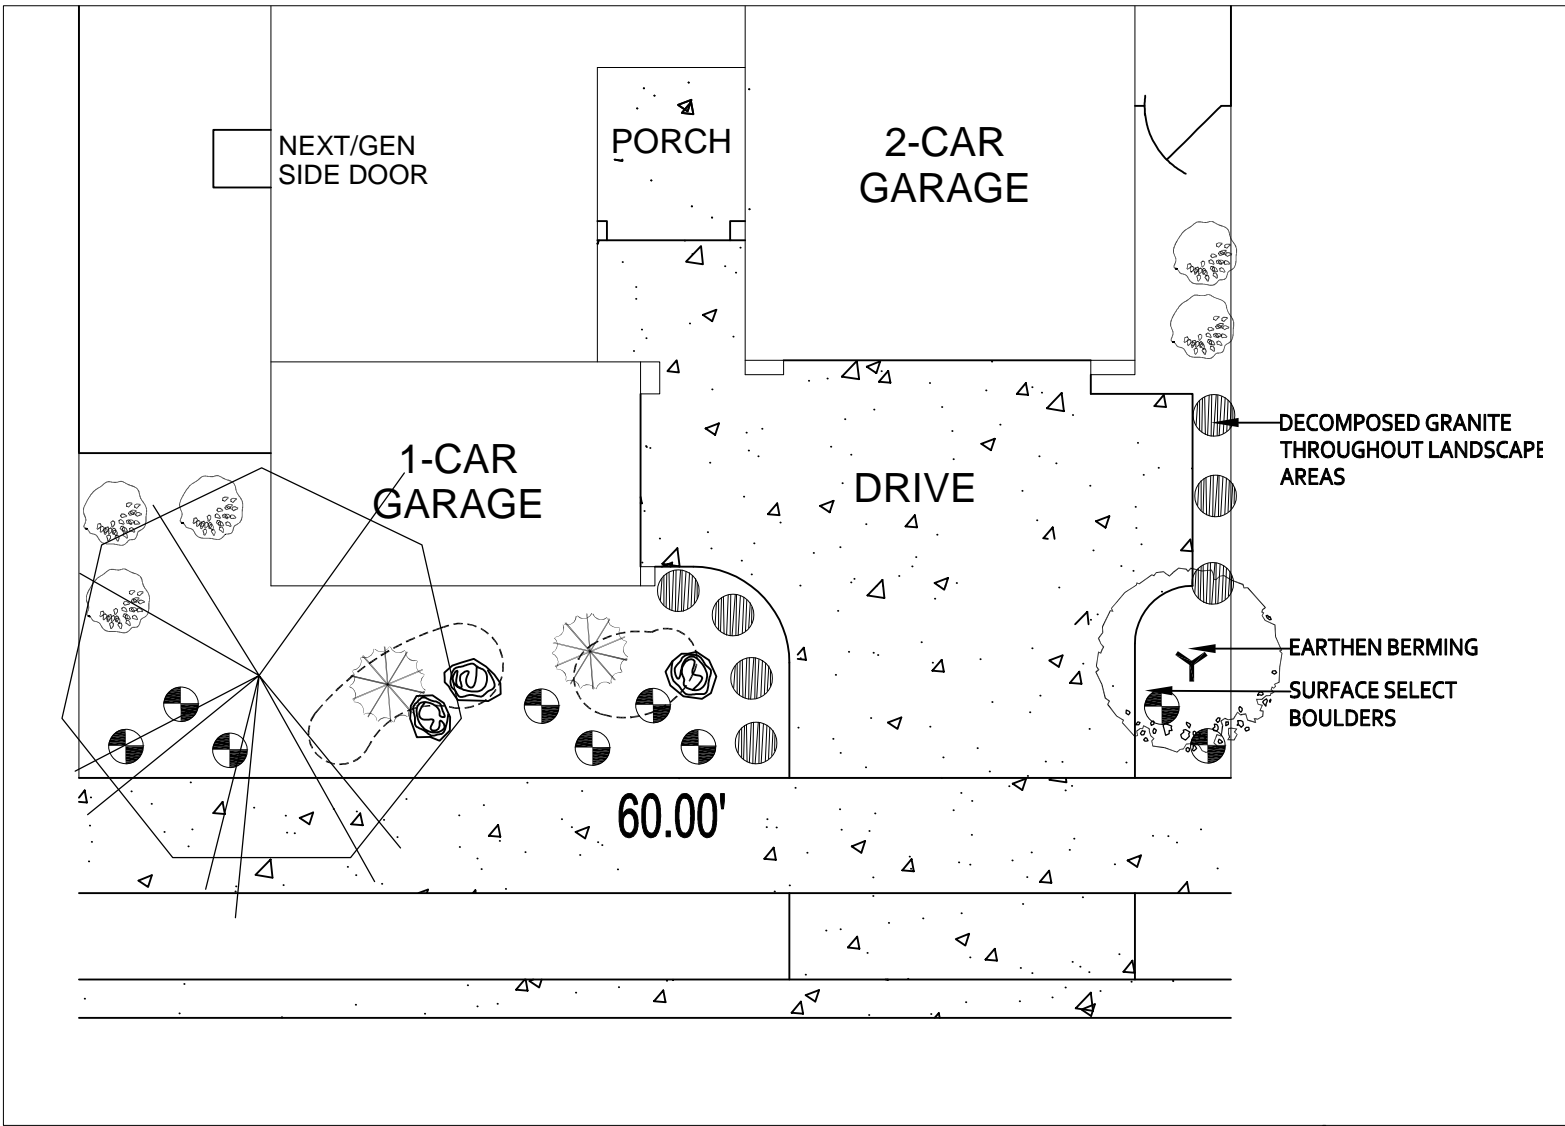 NEXT/GEN
SIDE DOOR
PORCH
2-CAR
GARAGE
1-CAR
GARAGE
DRIVE
DECOMPOSED GRANITE
THROUGHOUT LANDSCAPE
AREAS
EARTHEN BERMING
SURFACE SELECT
BOULDERS
60.00'